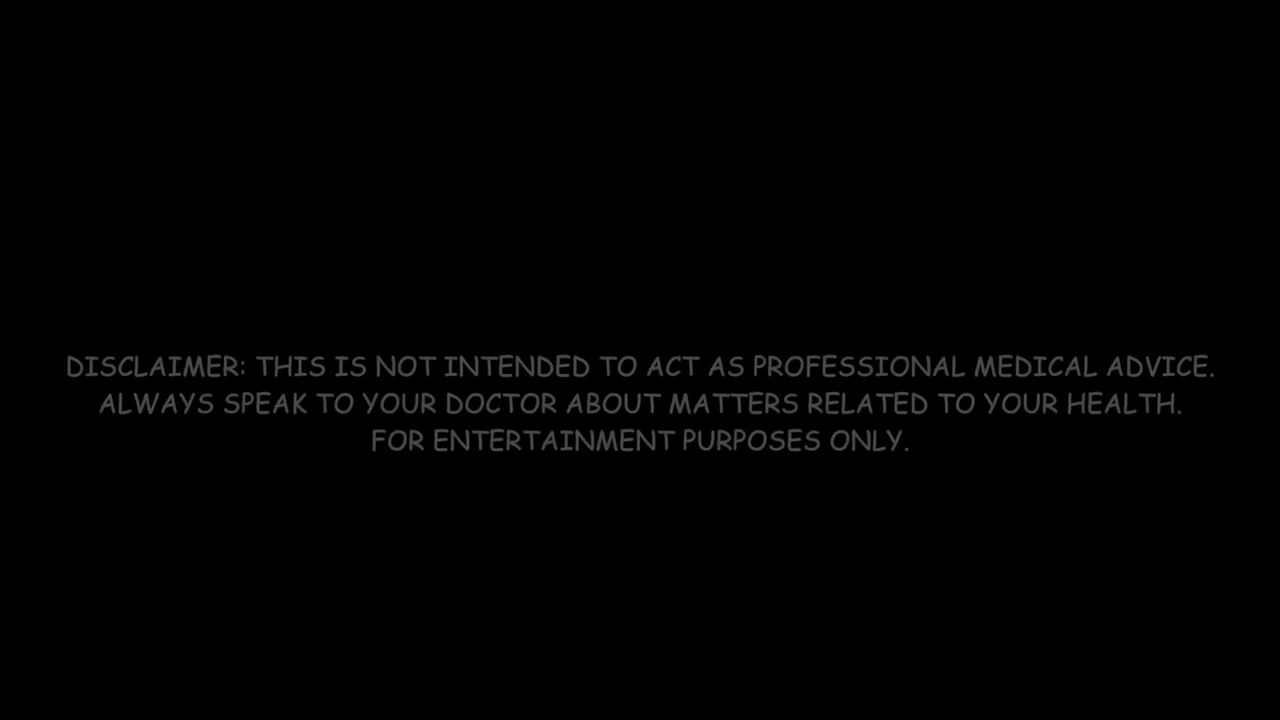 DISCLAIMER: THIS IS NOT INTENDED TO ACT AS PROFESSIONAL MEDICAL ADVICE.
ALWAYS SPEAK TO YOUR DOCTOR ABOUT MATTERS RELATED TO YOUR HEALTH.
FOR ENTERTAINMENT PURPOSES ONLY.